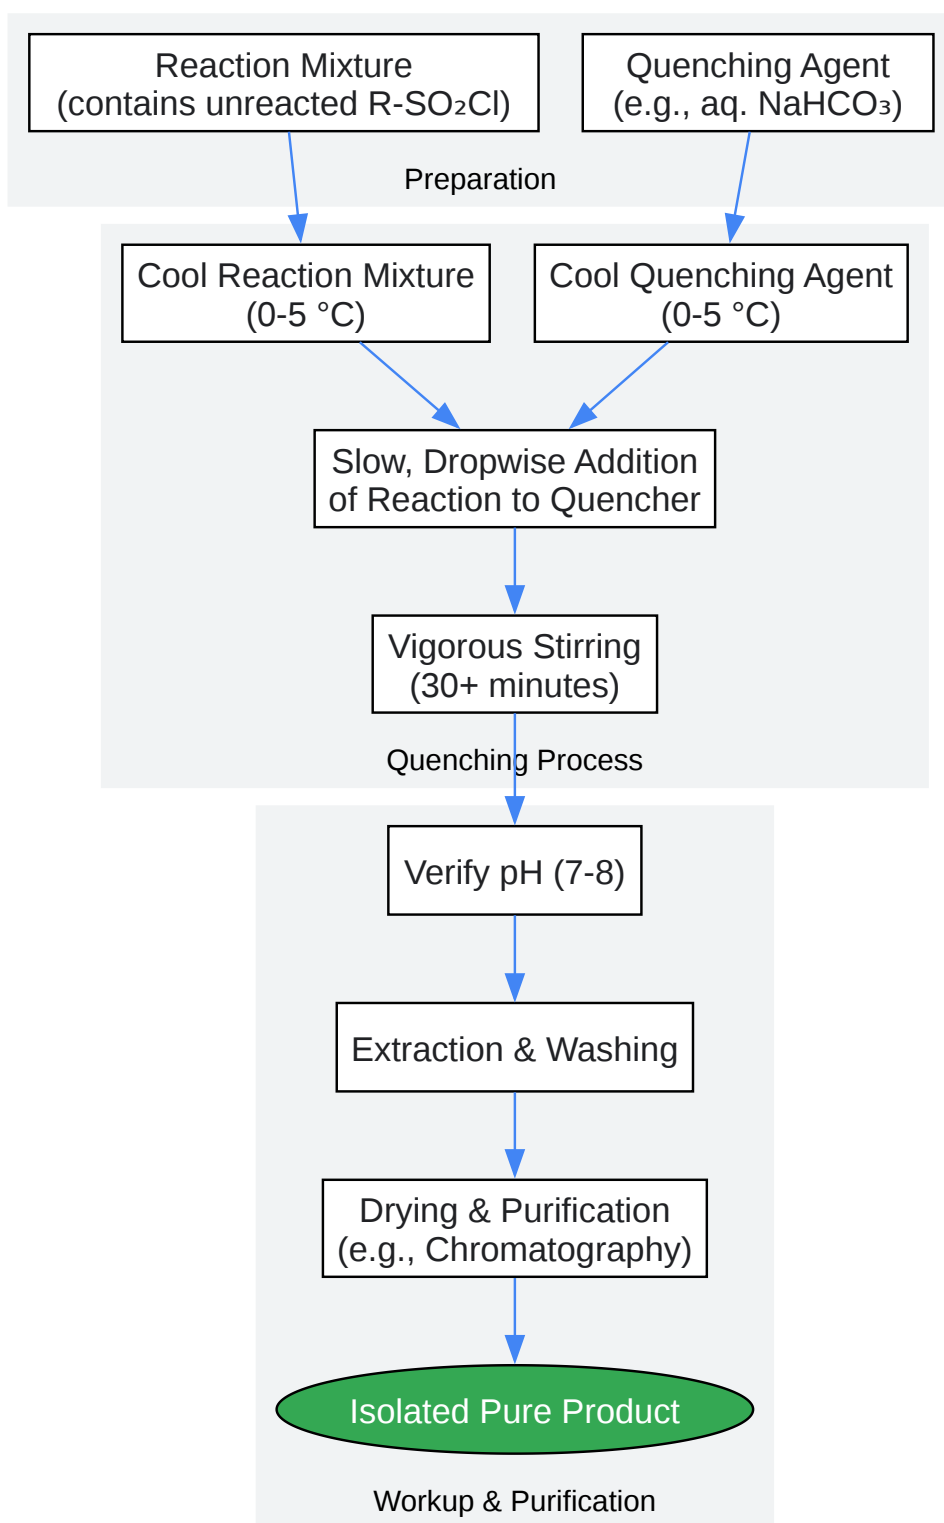 Reaction Mixture
(contains unreacted R-SO₂Cl)
Quenching Agent
(e.g., aq. NaHCO₃)
Preparation
Cool Reaction Mixture
(0-5 °C)
Cool Quenching Agent
(0-5 °C)
Slow, Dropwise Addition
of Reaction to Quencher
Vigorous Stirring
(30+ minutes)
Quenching Process
Verify pH (7-8)
Extraction & Washing
Drying & Purification
(e.g., Chromatography)
Isolated Pure Product
Workup & Purification